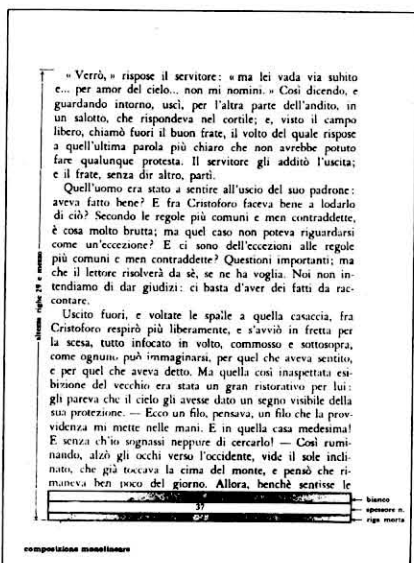 « Verrò, » rispose il servitore: « ma lei vada via subito
e... per amor del cielo... non mi nomini. » Così dicendo, e
guardando intorno, uscì, per l'altra parte dell'andito, in
un salotto, che rispondeva nel cortile; e, visto il campo
libero, chiamò fuori il buon frate, il volto del quale rispose
a quell'ultima parola più chiaro che non avrebbe potuto
fare qualunque protesta. Il servitore gli additò l'uscita;
e il frate, senza dir altro, partì.
Quell'uomo era stato a sentire all'uscio del suo padrone:
aveva fatto bene? E fra Cristoforo faceva bene a lodarlo
di ciò? Secondo le regole più comuni e men contraddette,
è cosa molto brutta; ma quel caso non poteva riguardarsi
come un'eccezione? E ci sono dell'eccezioni alle regole
più comuni e men contraddette? Questioni importanti; ma
che il lettore risolverà da sè, se ne ha voglia. Noi non in-
tendiamo di dar giudizi: ci basta d'aver dei fatti da rac-
contare.
Uscito fuori, e voltate le spalle a quella casaccia, fra
Cristoforo respirò più liberamente, e s'avviò in fretta per
la scesa, tutto infocato in volto, commosso e sottosopra,
come ognuno può immaginarsi, per quel che aveva sentito,
e per quel che aveva detto. Ma quella così inaspettata esi-
bizione del vecchio era stata un gran ristorativo per lui:
gli pareva che il cielo gli avesse dato un segno visibile della
sua protezione. — Ecco un filo, pensava, un filo che la prov-
videnza mi mette nelle mani. E in quella casa medesima!
E senza ch'io sognassi neppure di cercarlo! — Così rumi-
nando, alzò gli occhi verso l'occidente, vide il sole incli-
nato, che già toccava la cima del monte, e pensò che ri-
maneva ben poco del giorno. Allora, benchè sentisse le
37
bianco
spessore n.
riga morta
altezza righe 29 e mezzo
composizione monolineare